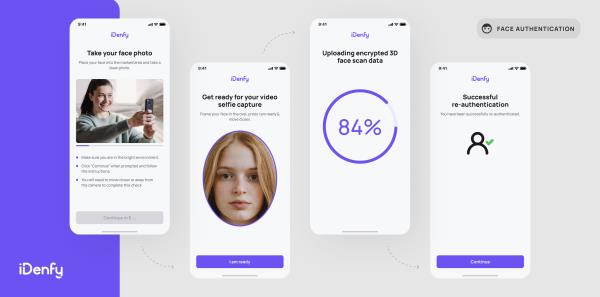 FACE AUTHENTICATION
9:41
iDenfy
Take your face photo
Place your face into the marked area and take a
clear photo.
Make sure you are in the bright environment.
Click "Continue" when prompted and follow
the instructions.
You will need to move closer or away from
the camera to complete this check
Continue in 5 ...
9:41
iDenfy
Get ready for your video
selfie capture
Frame your face in the oval, press I am ready &
move closer.
I am ready
9:41
iDenfy
Uploading encrypted 3D
face scan data
84%
9:41
iDenfy
Successful
re-authentication
You have been successfully re-authenticated.
Continue
iDenfy